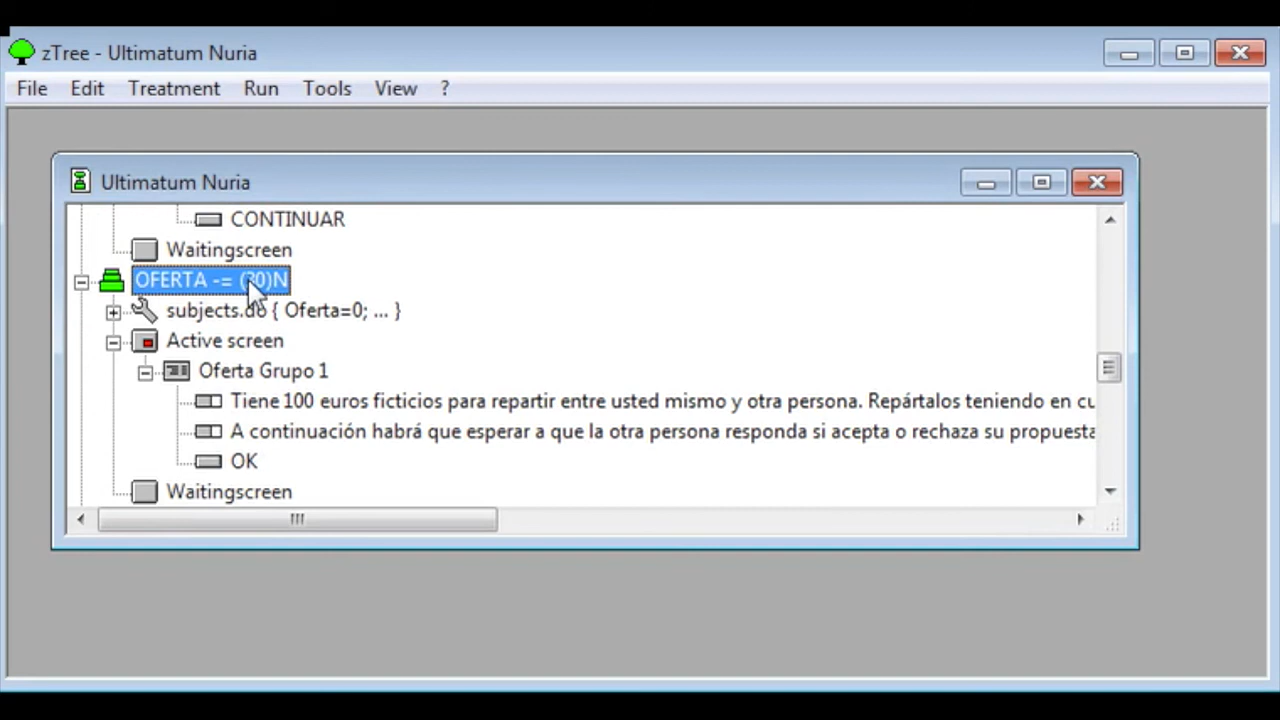 zTree - Ultimatum Nuria
File Edit Treatment Run Tools View ?
Ultimatum Nuria
CONTINUAR
Waitingscreen
OFERTA -= (30)N
subjects.do { Oferta=0; ... }
Active screen
Oferta Grupo 1
Tiene 100 euros ficticios para repartir entre usted mismo y otra persona. Repártalos teniendo en cu
A continuación habrá que esperar a que la otra persona responda si acepta o rechaza su propuesta
OK
Waitingscreen